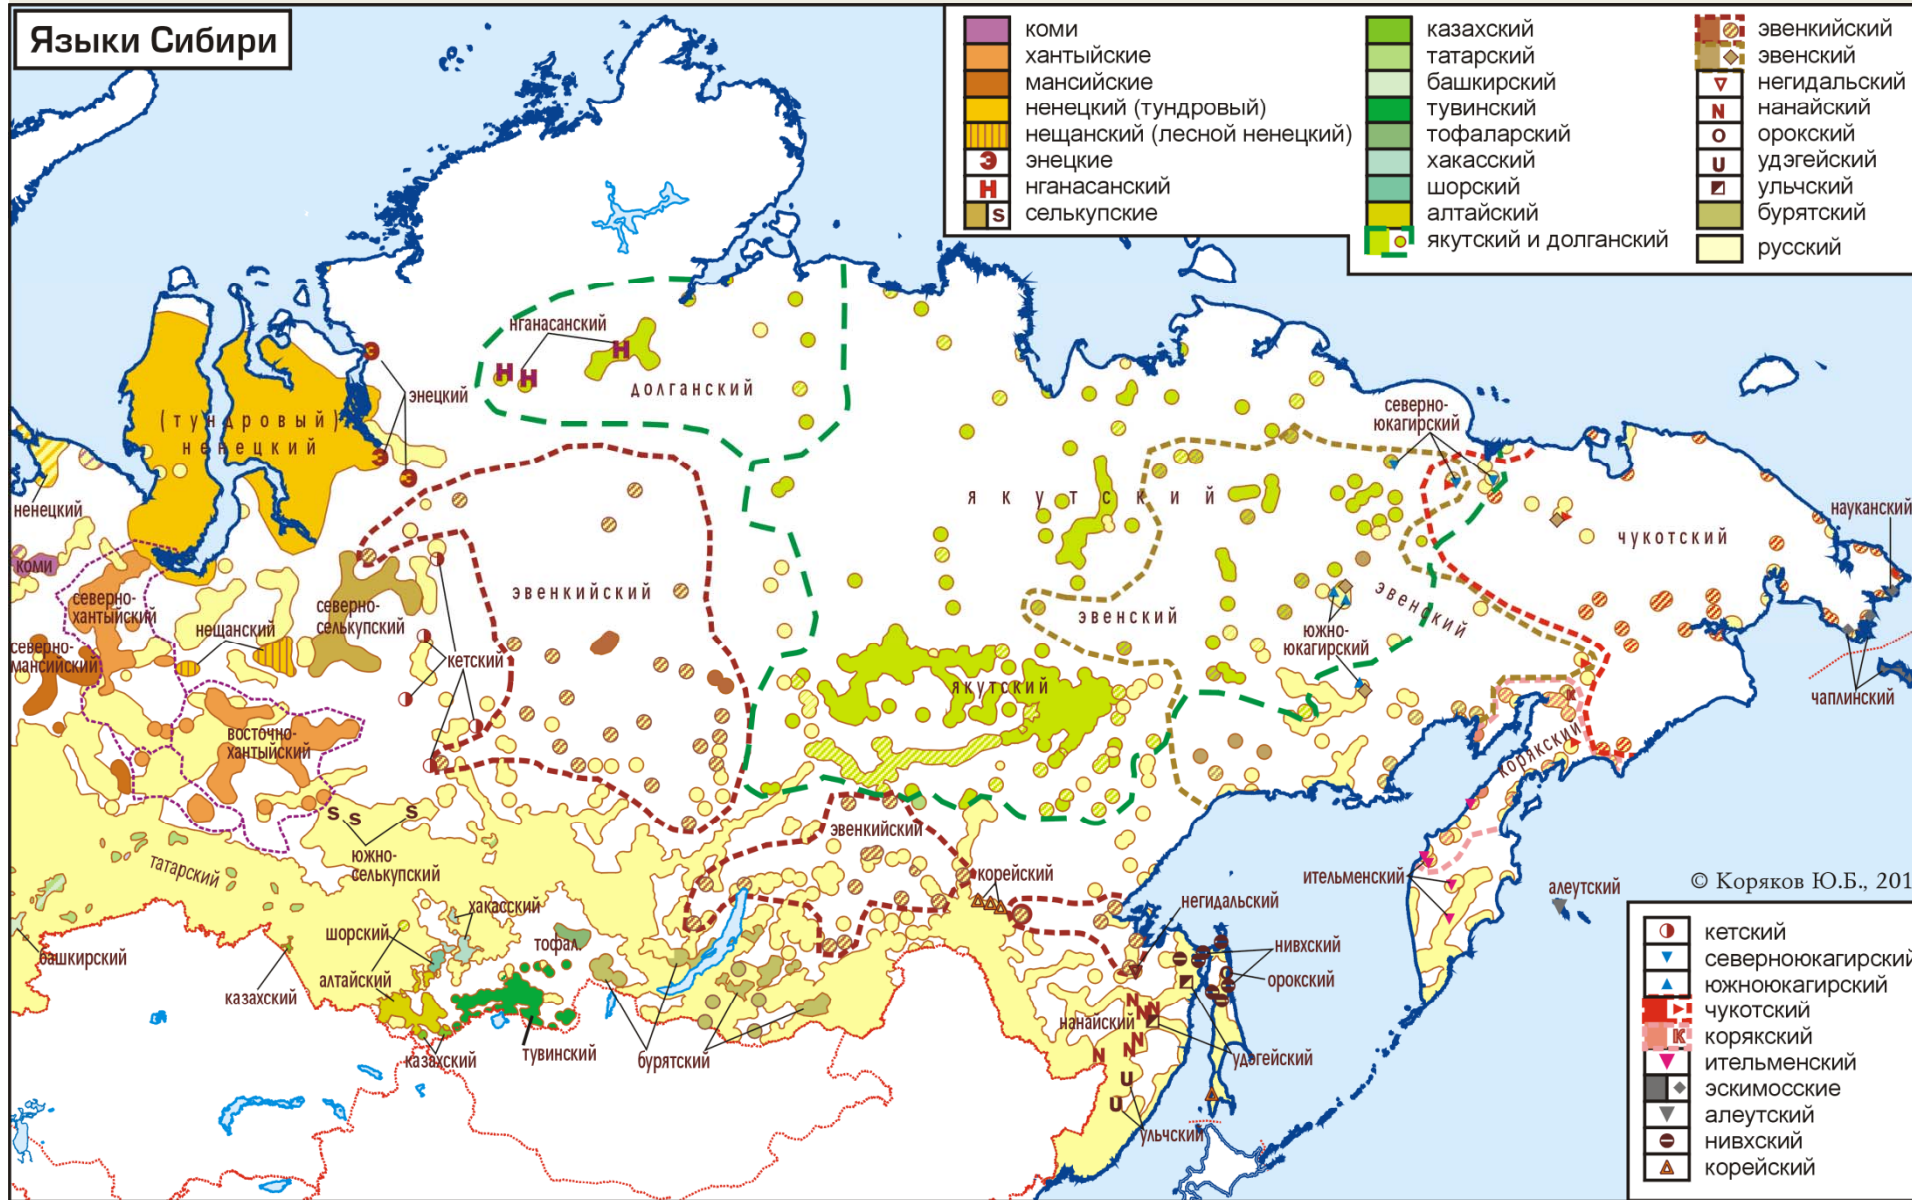 Языки Сибири
коми
хантыйские
мансийские
ненецкий (тундровый)
нещанский (лесной ненецкий)
Э энецкие
Н нганасанский
S селькупские
казахский
татарский
башкирский
тувинский
тофаларский
хакасский
шорский
алтайский
якутский и долганский
эвенкийский
эвенский
негидальский
N нанайский
O орокский
U удэгейский
ульчский
бурятский
русский
нганасанский
Н
Н Н
долганский
Э
энецкий
Э
Э
(тундровый)
ненецкий
ненецкий
коми
северно-
хантыйский
северно-
мансийский
нещанский
северно-
селькупский
восточно-
хантыйский
кетский
эвенкийский
якутский
якутский
эвенский
эвенский
северно-
юкагирский
южно-
юкагирский
чукотский
науканский
чаплинский
корякский
K
S S S
южно-
селькупский
татарский
башкирский
казахский
хакасский
шорский
алтайский
казахский
тофал
тувинский
бурятский
эвенкийский
корейский
негидальский
нивхский
O
орокский
N N N
нанайский
N N N
удэгейский
U
U
ульчский
ительменский
алеутский
© Коряков Ю.Б., 201
кетский
северноюкагирский
южноюкагирский
чукотский
K корякский
ительменский
эскимосские
алеутский
нивхский
корейский